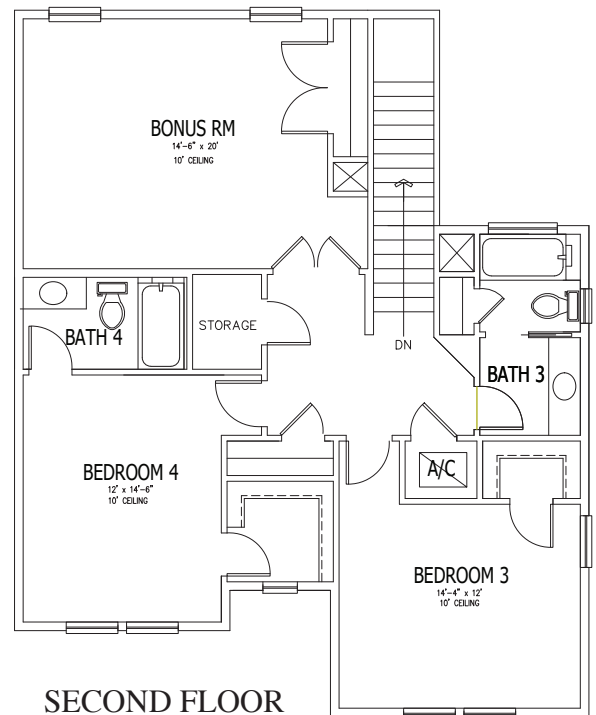 BONUS RM
14'-6" x 20'
10' CEILING
STORAGE
BATH 4
DN
BATH 3
BEDROOM 4
12' x 14'-6"
10' CEILING
A/C
BEDROOM 3
14'-4" x 12'
10' CEILING
SECOND FLOOR